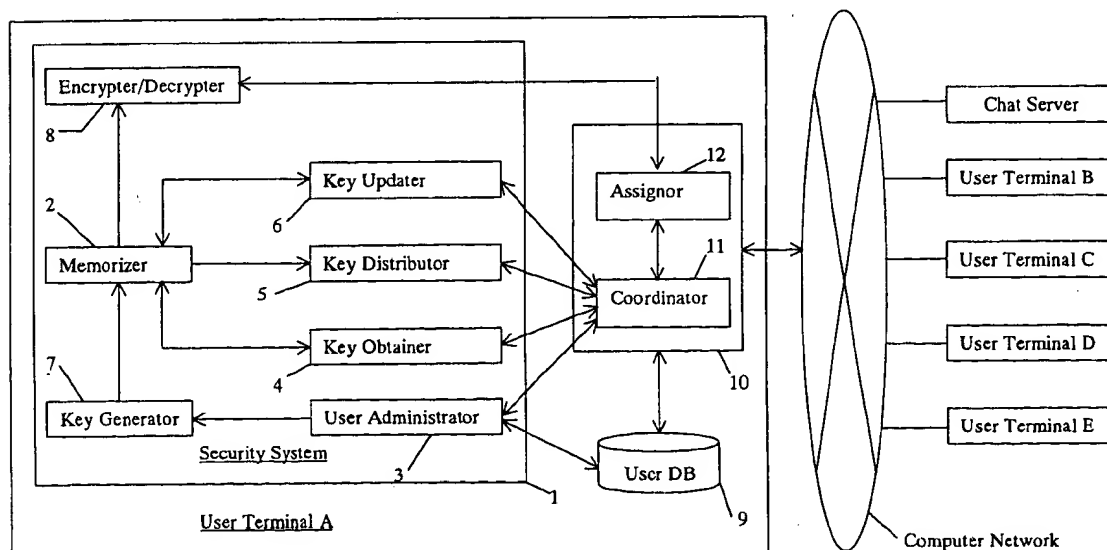 Encrypter/Decrypter
8
Chat Server
12
Assignor
Key Updater
6
User Terminal B
2
Memorizer
Key Distributor
5
11
Coordinator
User Terminal C
Key Obtainer
4
10
User Terminal D
7
Key Generator
User Administrator
3
Security System
User DB
9
User Terminal E
1
User Terminal A
Computer Network